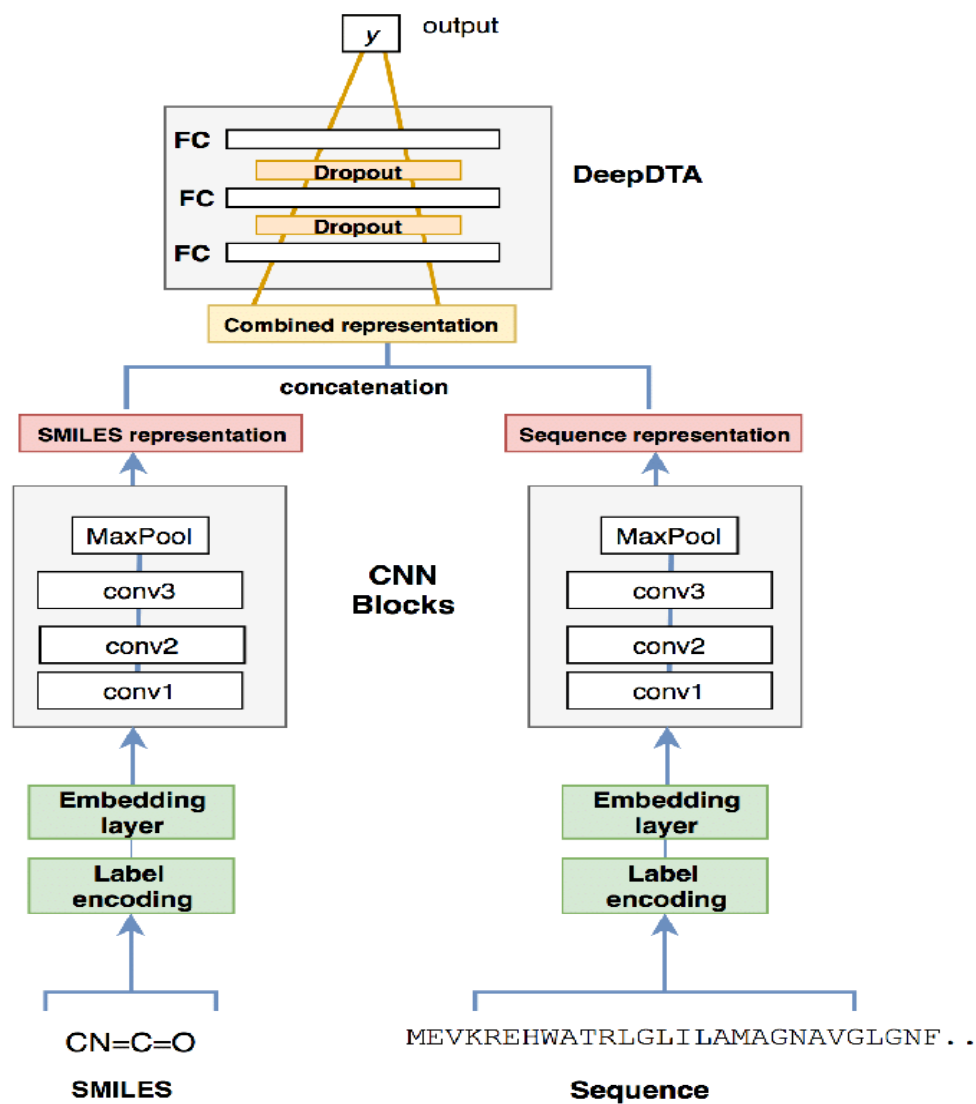 y output
FC
Dropout
FC
Dropout
FC
DeepDTA
Combined representation
concatenation
SMILES representation
Sequence representation
MaxPool
conv3
conv2
conv1
CNN
Blocks
MaxPool
conv3
conv2
conv1
Embedding
layer
Label
encoding
Embedding
layer
Label
encoding
CN=C=O
SMILES
MEVKREHWATRLGLILAMAGNAVGLGNF..
Sequence